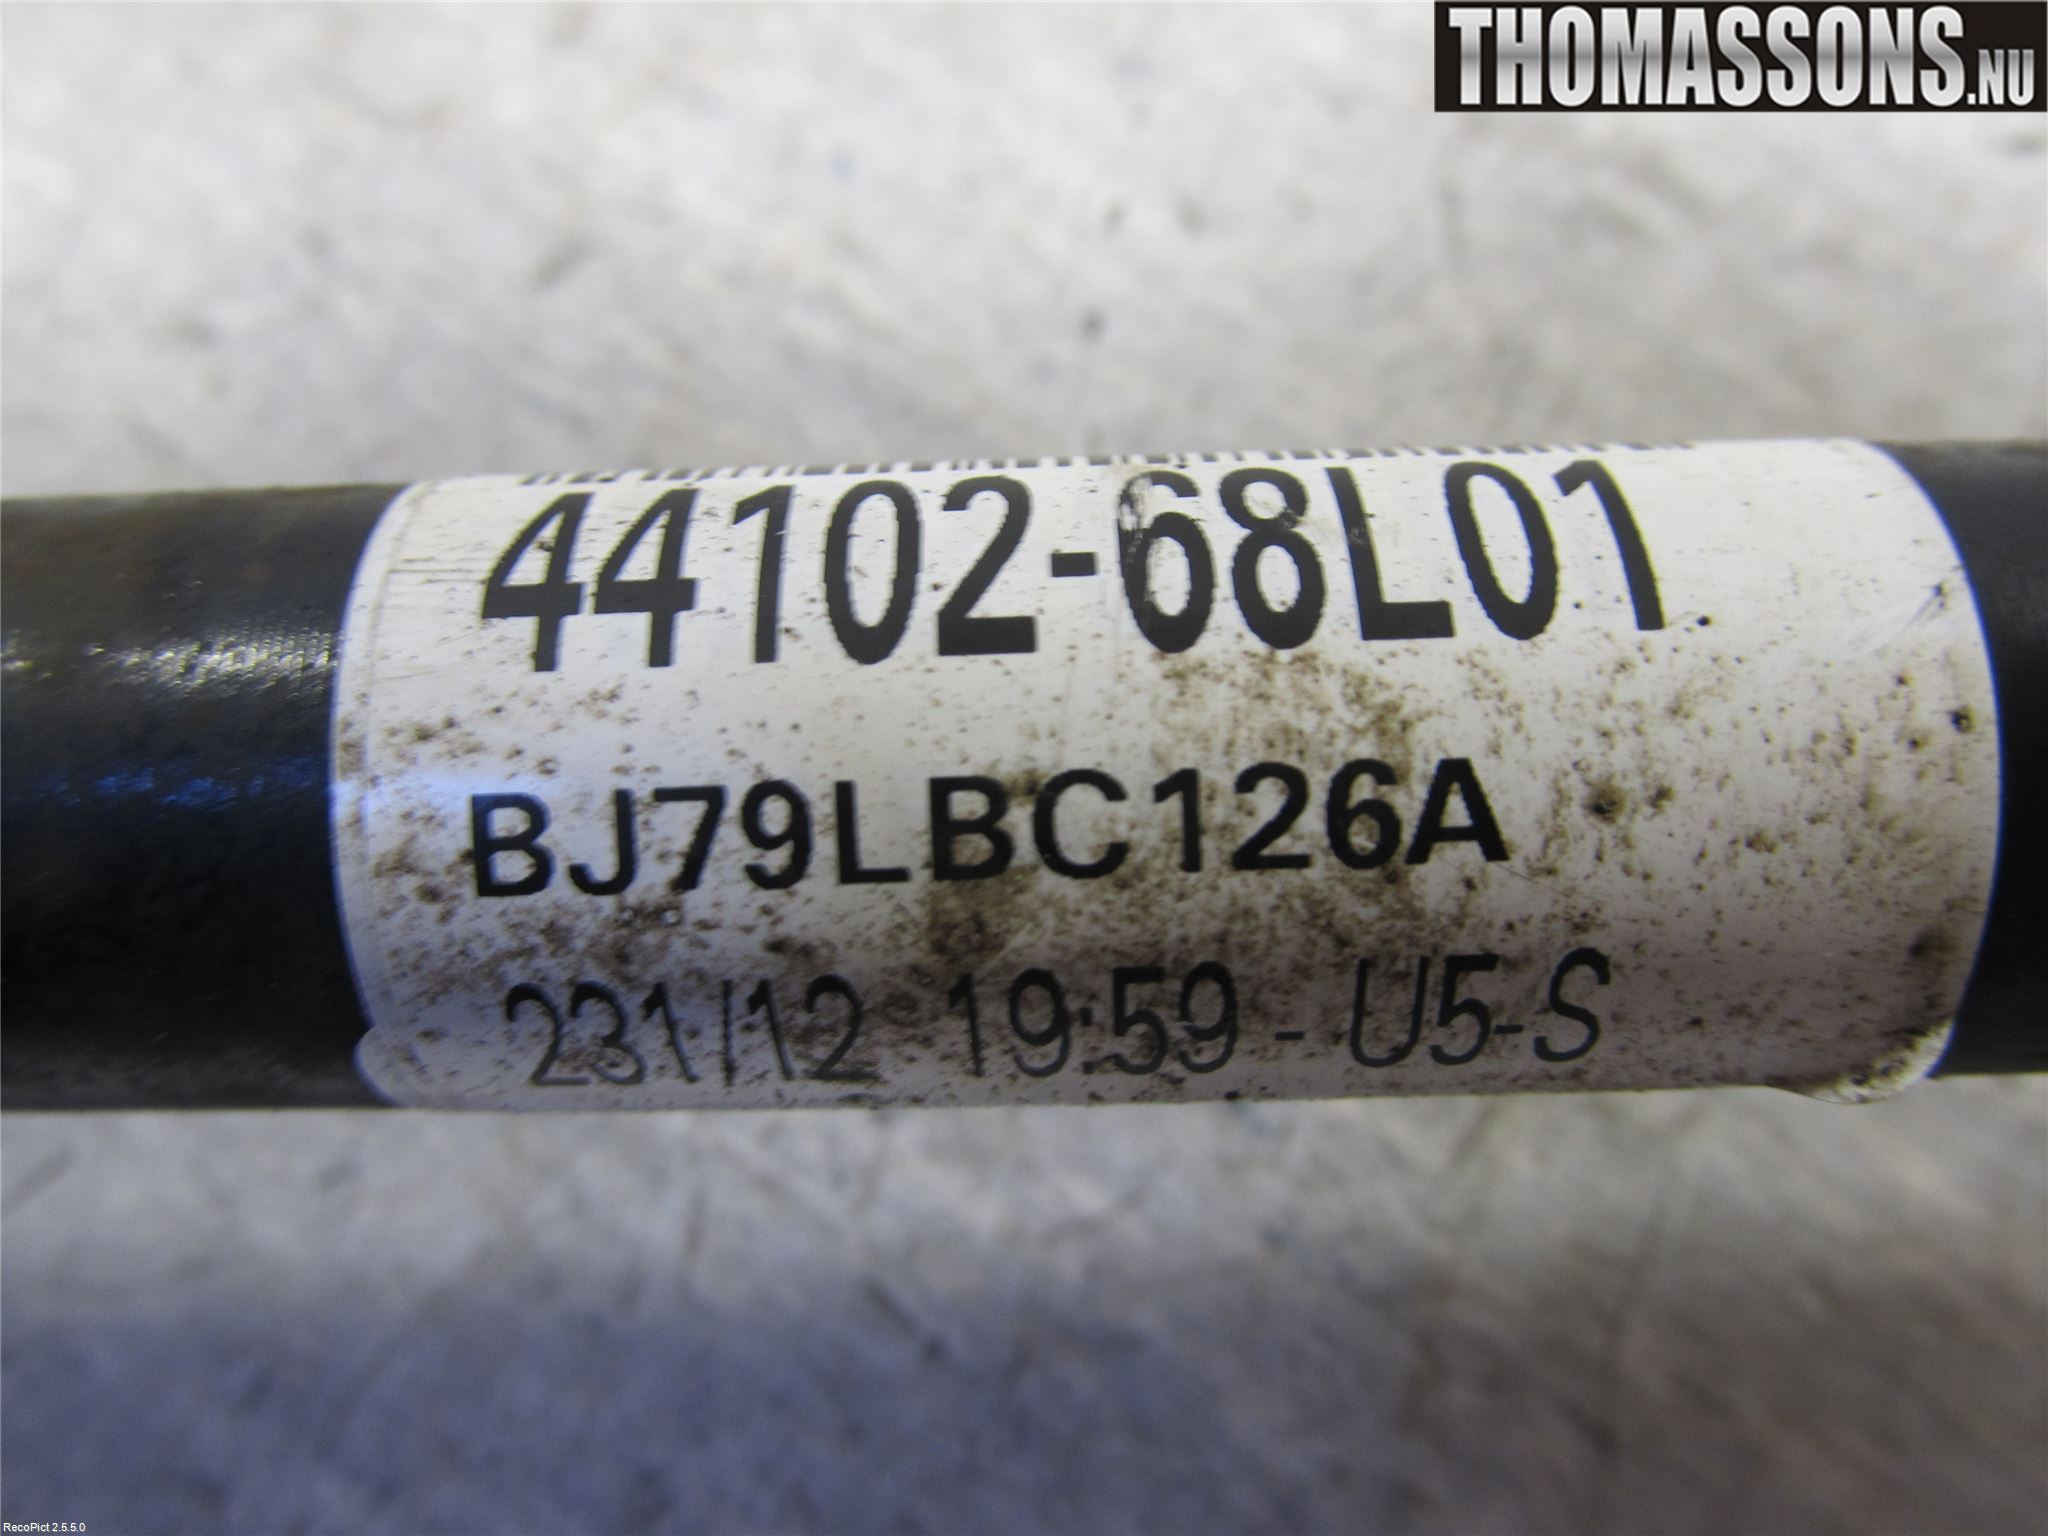 THOMASSONS.NU
44102-68L01
BJ79LBC126A
231/12 19:59 - U5-S
RecoPict 2.5.5.0